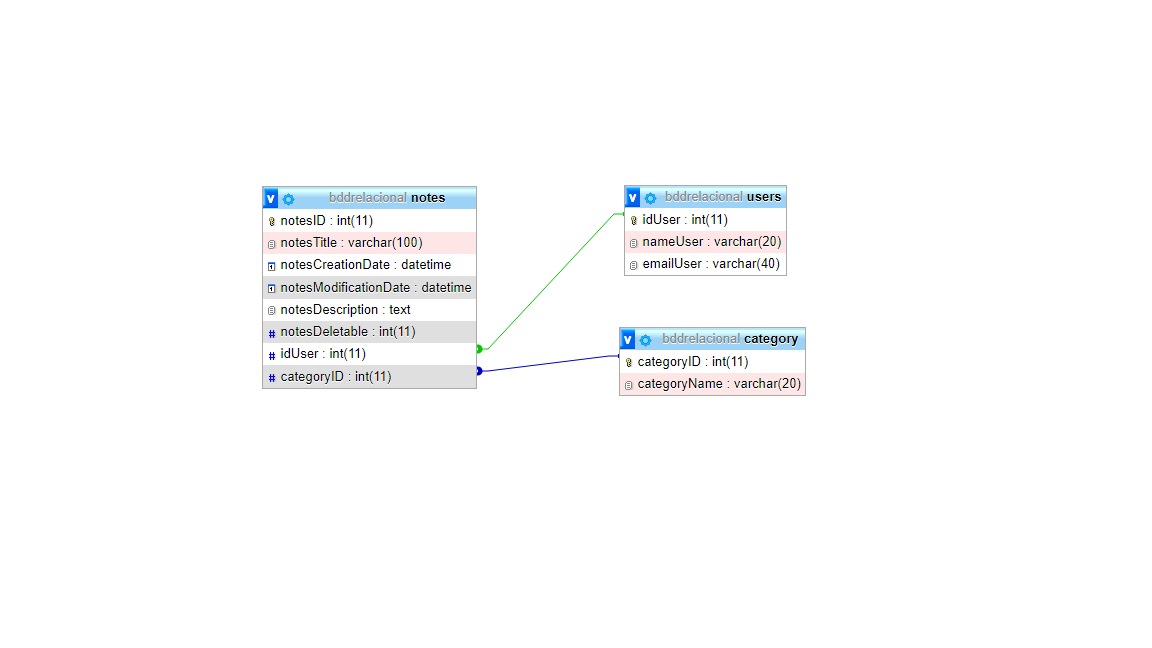 v bddrelacional notes
notesID : int(11)
notesTitle : varchar(100)
notesCreationDate : datetime
notesModificationDate : datetime
notesDescription : text
# notesDeletable : int(11)
# idUser : int(11)
# categoryID : int(11)
v bddrelacional users
idUser : int(11)
nameUser : varchar(20)
emailUser : varchar(40)
v bddrelacional category
categoryID : int(11)
categoryName : varchar(20)